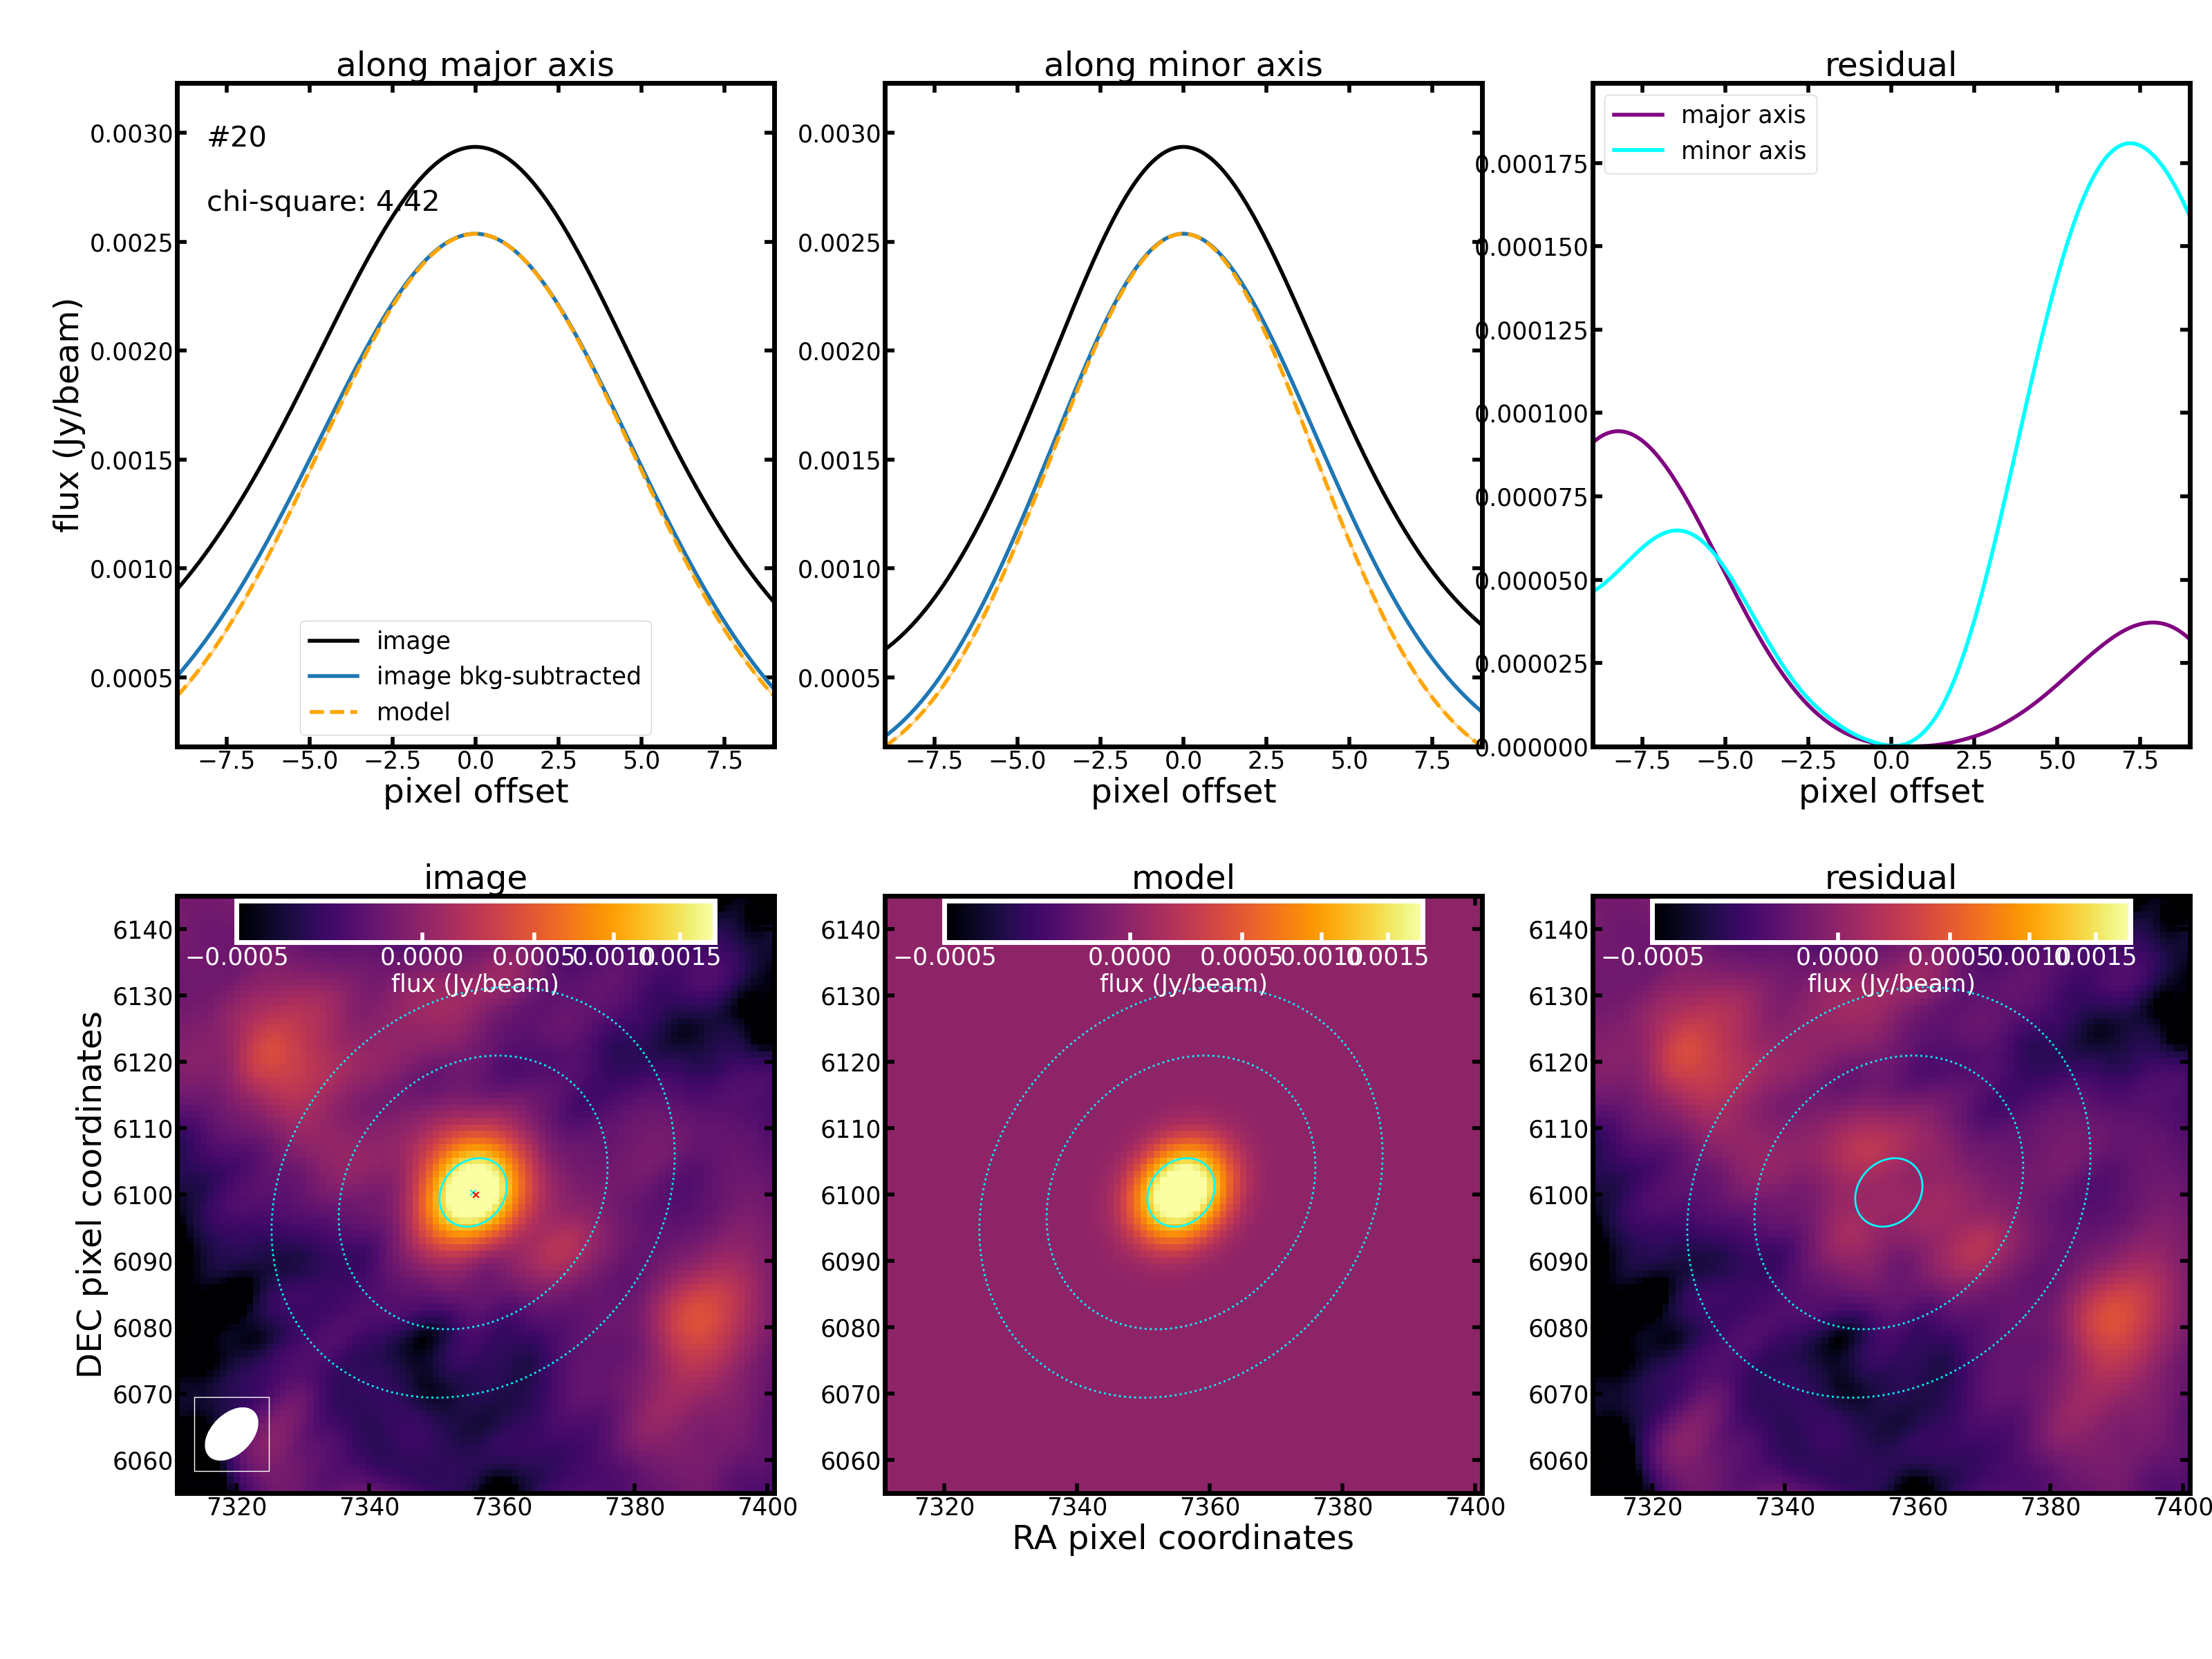 along major axis
along minor axis
residual
#20
chi-square: 4.42
flux (Jy/beam)
0.0030
0.0025
0.0020
0.0015
0.0010
0.0005
image
image bkg-subtracted
model
−7.5 −5.0 −2.5 0.0 2.5 5.0 7.5
pixel offset
0.0030
0.0025
0.0020
0.0015
0.0010
0.0005
−7.5 −5.0 −2.5 0.0 2.5 5.0 7.5
pixel offset
major axis
minor axis
0.000175
0.000150
0.000125
0.000100
0.000075
0.000050
0.000025
0.000000
−7.5 −5.0 −2.5 0.0 2.5 5.0 7.5
pixel offset
image
model
residual
DEC pixel coordinates
−0.0005 0.0000 0.0005 0.0010 0.0015
flux (Jy/beam)
6140
6130
6120
6110
6100
6090
6080
6070
6060
7320 7340 7360 7380 7400
−0.0005 0.0000 0.0005 0.0010 0.0015
flux (Jy/beam)
6140
6130
6120
6110
6100
6090
6080
6070
6060
7320 7340 7360 7380 7400
RA pixel coordinates
−0.0005 0.0000 0.0005 0.0010 0.0015
flux (Jy/beam)
6140
6130
6120
6110
6100
6090
6080
6070
6060
7320 7340 7360 7380 7400